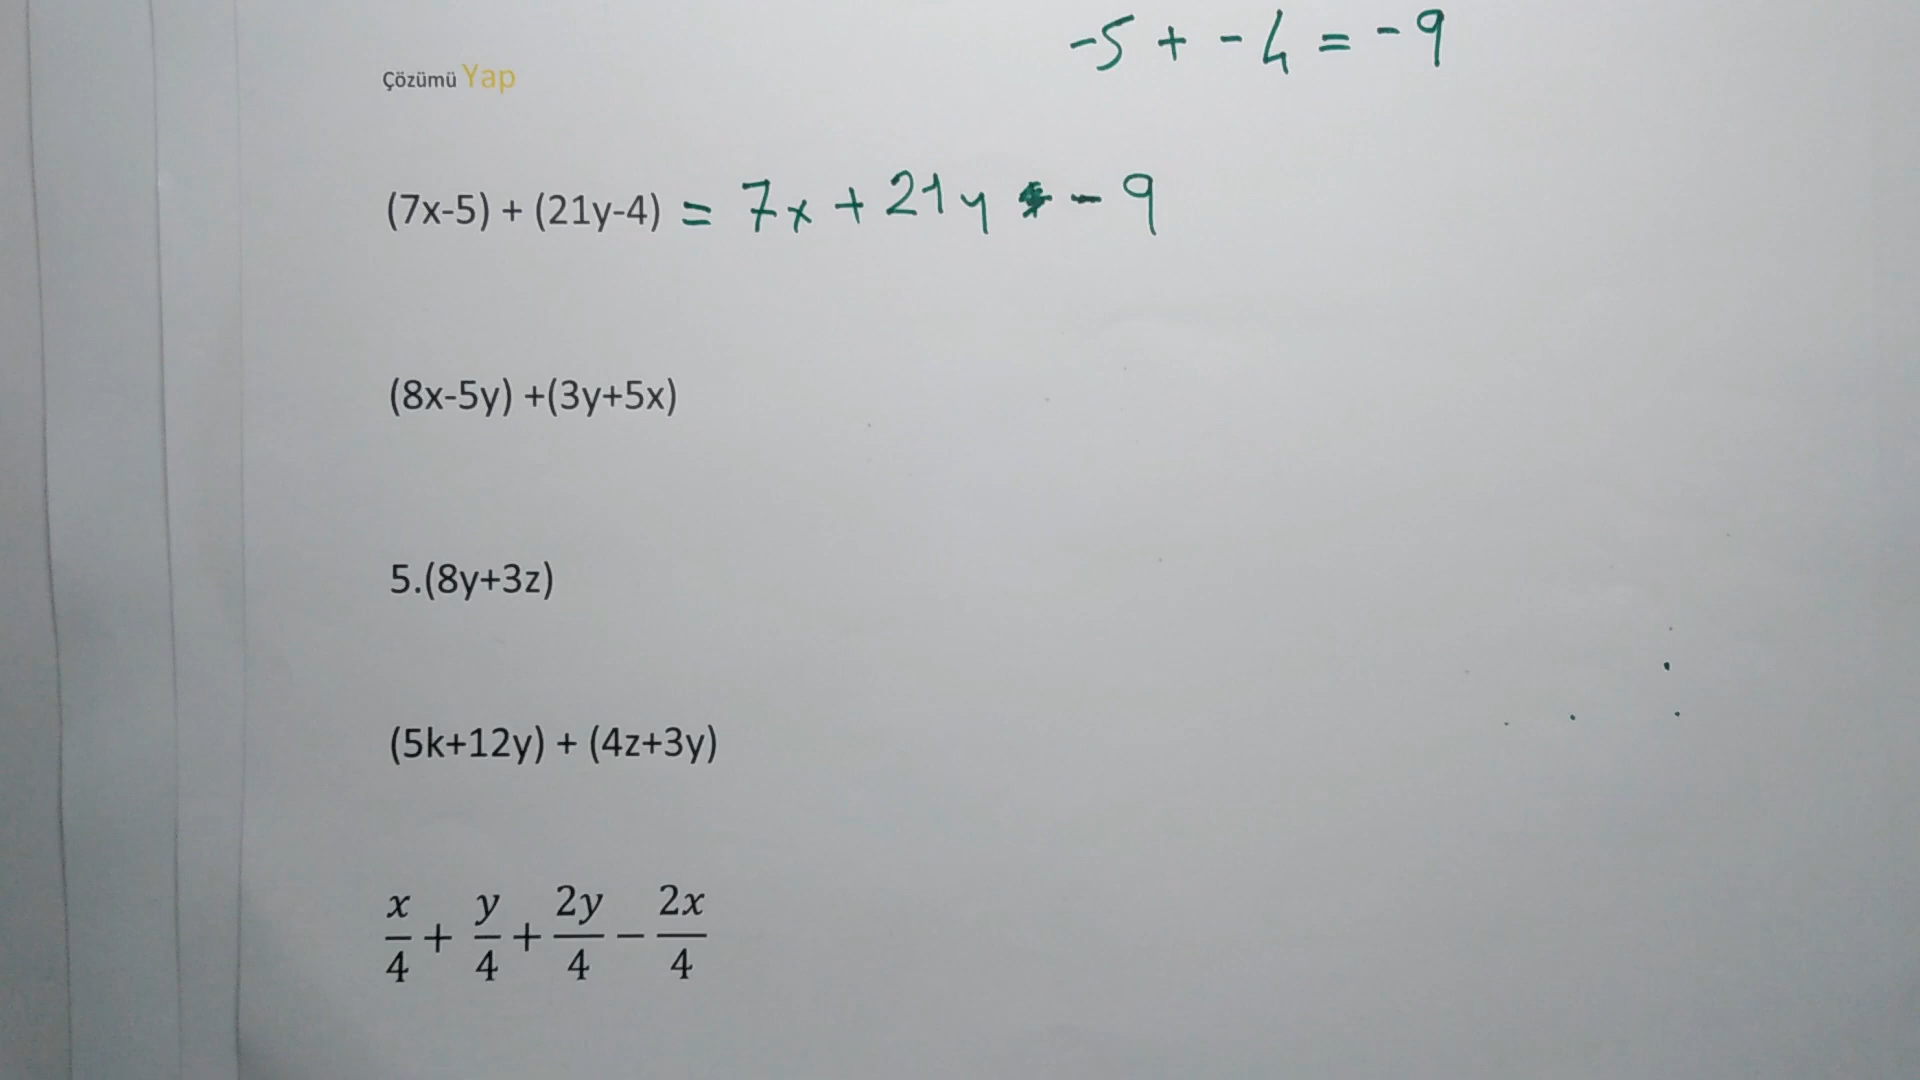 -5 + -4 = -9
Çözümü Yap
(7x-5) + (21y-4) = 7x + 21y - 9
(8x-5y) +(3y+5x)
5.(8y+3z)
(5k+12y) + (4z+3y)
x/4 + y/4 + 2y/4 - 2x/4